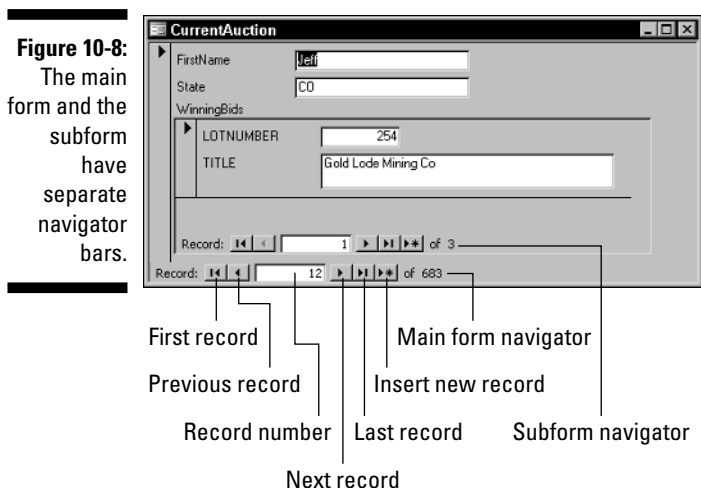 Figure 10-8:
The main
form and the
subform
have
separate
navigator
bars.
CurrentAuction
FirstName Jeff
State CO
WinningBids
LOTNUMBER 254
TITLE Gold Lode Mining Co
Record: 1 of 3
Record: 12 of 683
First record Main form navigator
Previous record Insert new record
Record number Last record Subform navigator
Next record